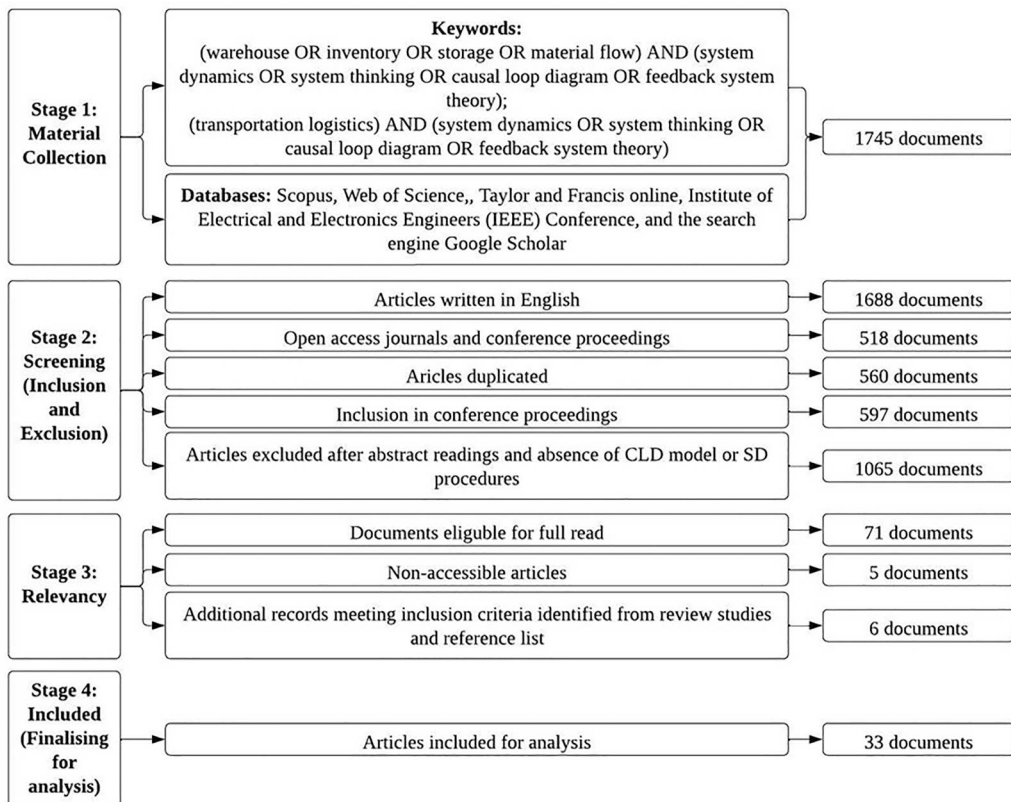 Stage 1:
Material
Collection
Keywords:
(warehouse OR inventory OR storage OR material flow) AND (system
dynamics OR system thinking OR causal loop diagram OR feedback system
theory);
(transportation logistics) AND (system dynamics OR system thinking OR
causal loop diagram OR feedback system theory)
Databases: Scopus, Web of Science,, Taylor and Francis online, Institute of
Electrical and Electronics Engineers (IEEE) Conference, and the search
engine Google Scholar
1745 documents
Stage 2:
Screening
(Inclusion
and
Exclusion)
Articles written in English
1688 documents
Open access journals and conference proceedings
518 documents
Aricles duplicated
560 documents
Inclusion in conference proceedings
597 documents
Articles excluded after abstract readings and absence of CLD model or SD
procedures
1065 documents
Stage 3:
Relevancy
Documents eliguble for full read
71 documents
Non-accessible articles
5 documents
Additional records meeting inclusion criteria identified from review studies
and reference list
6 documents
Stage 4:
Included
(Finalising
for
analysis)
Articles included for analysis
33 documents